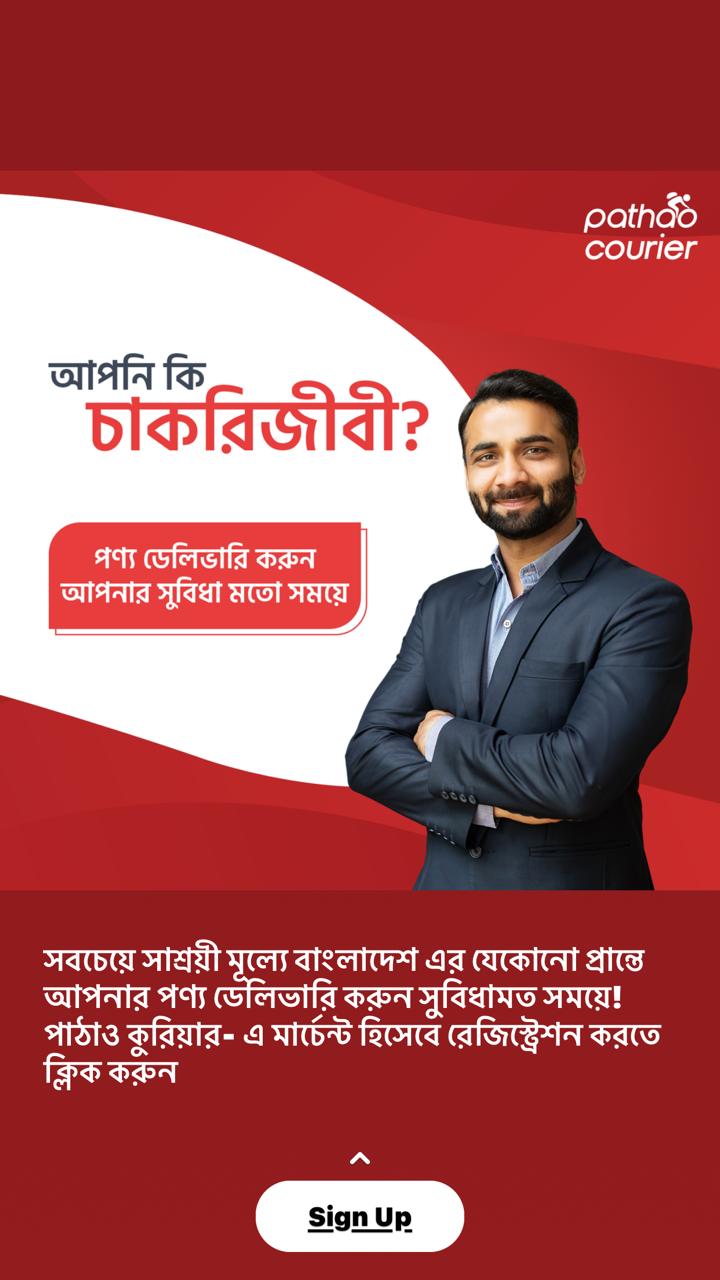 pathao
courier
আপনি কি
চাকরিজীবী?
পণ্য ডেলিভারি করুন
আপনার সুবিধা মতো সময়ে
সবচেয়ে সাশ্রয়ী মূল্যে বাংলাদেশ এর যেকোনো প্রান্তে
আপনার পণ্য ডেলিভারি করুন সুবিধামত সময়ে!
পাঠাও কুরিয়ার- এ মার্চেন্ট হিসেবে রেজিস্ট্রেশন করতে
ক্লিক করুন
Sign Up